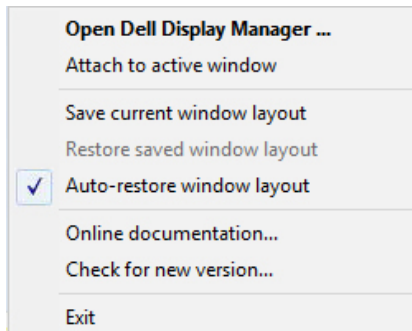 Open Dell Display Manager ...
Attach to active window
Save current window layout
Restore saved window layout
Auto-restore window layout
Online documentation...
Check for new version...
Exit